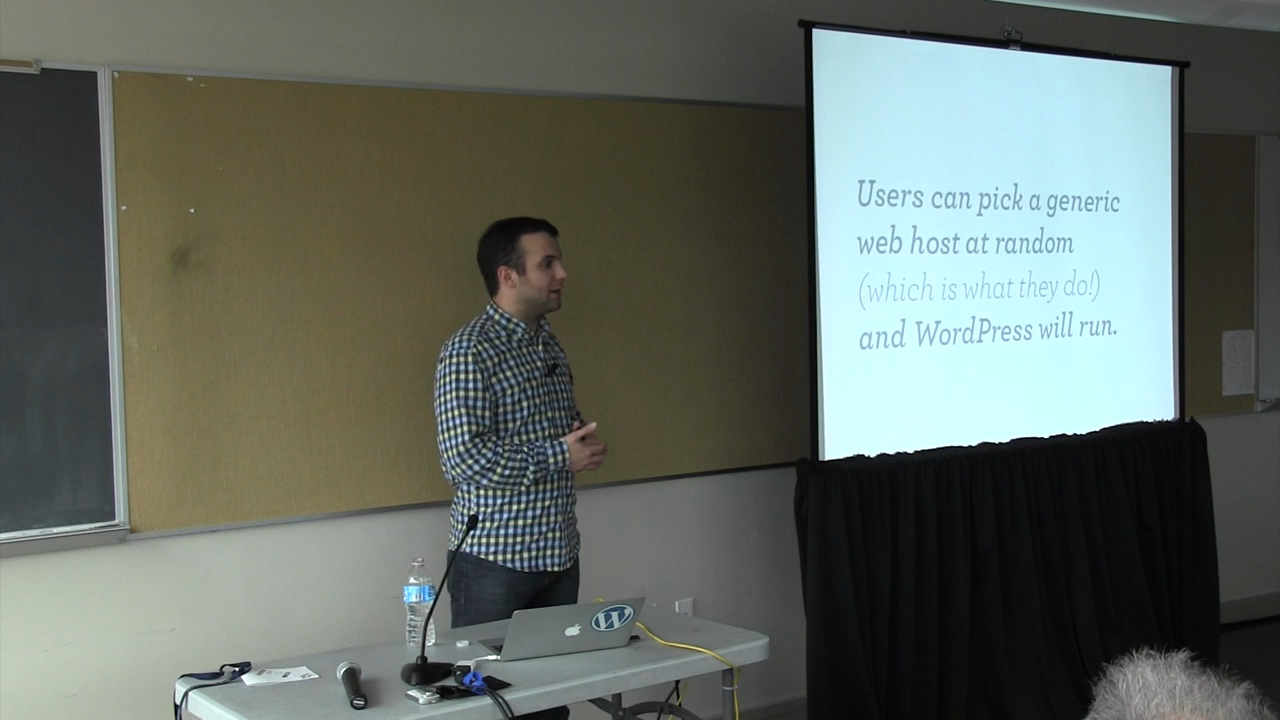 Users can pick a generic
web host at random
(which is what they do!)
and WordPress will run.
W